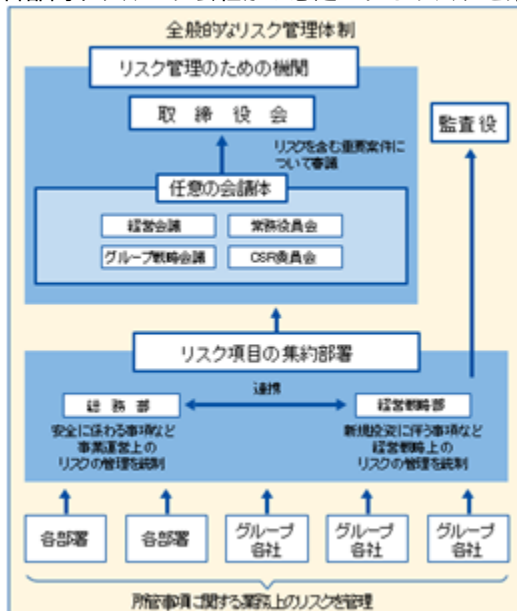 全般的なリスク管理体制
リスク管理のための機関
取締役会
監査役
リスクを含む重要案件に
ついて審議
任意の会議体
経営会議
常務役員会
グループ戦略会議
CSR委員会
リスク項目の集約部署
連携
総務部
経営戦略部
安全に係わる事項など
事業運営上の
リスクの管理を統制
新規投資に伴う事項など
経営戦略上の
リスクの管理を統制
各部署
各部署
グループ
各社
グループ
各社
グループ
各社
所管事項に関する業務上のリスクを管理